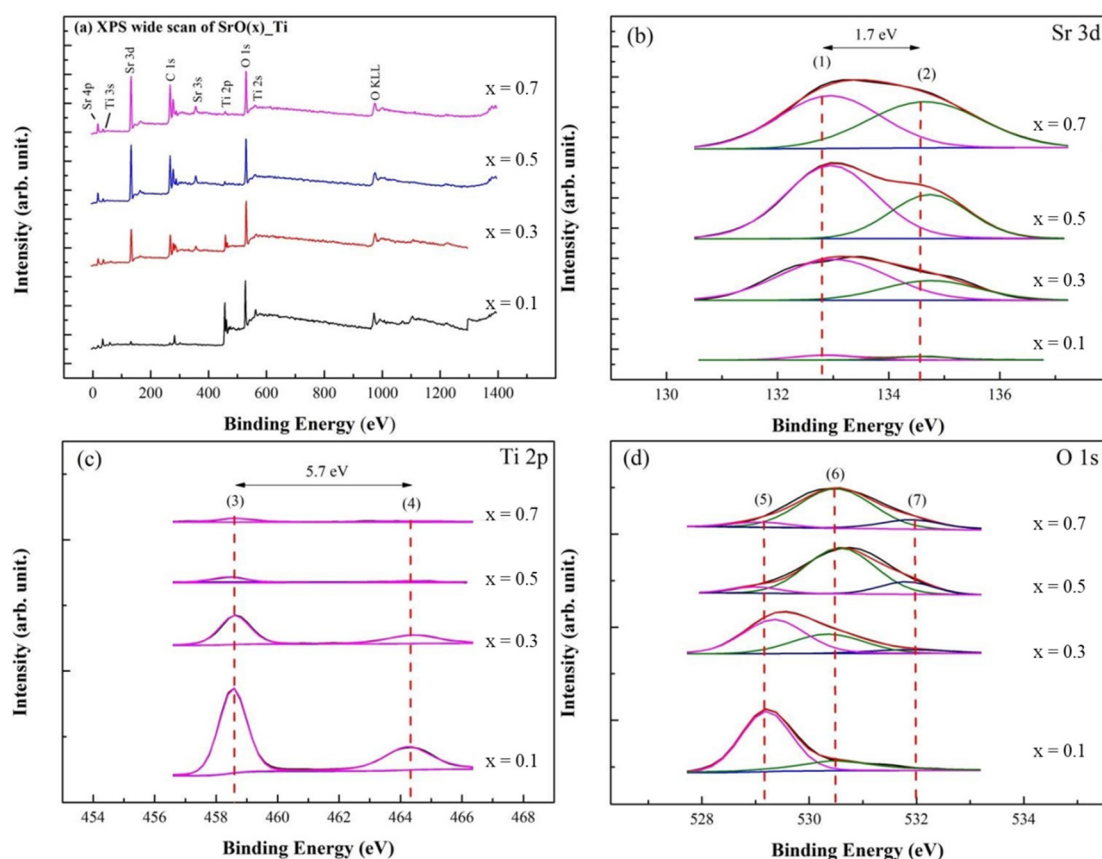 (a) XPS wide scan of SrO(x)_Ti
Sr 4p
Ti 3s
Sr 3d
C 1s
Sr 3s
Ti 2p
O 1s
Ti 2s
O KLL
x = 0.7
x = 0.5
x = 0.3
x = 0.1
Intensity (arb. unit.)
0 200 400 600 800 1000 1200 1400
Binding Energy (eV)
(b)
Sr 3d
1.7 eV
(1)
(2)
x = 0.7
x = 0.5
x = 0.3
x = 0.1
Intensity (arb. unit.)
130 132 134 136
Binding Energy (eV)
(c)
Ti 2p
5.7 eV
(3)
(4)
x = 0.7
x = 0.5
x = 0.3
x = 0.1
Intensity (arb. unit.)
454 456 458 460 462 464 466 468
Binding Energy (eV)
(d)
O 1s
(5)
(6)
(7)
x = 0.7
x = 0.5
x = 0.3
x = 0.1
Intensity (arb. unit.)
528 530 532 534
Binding Energy (eV)